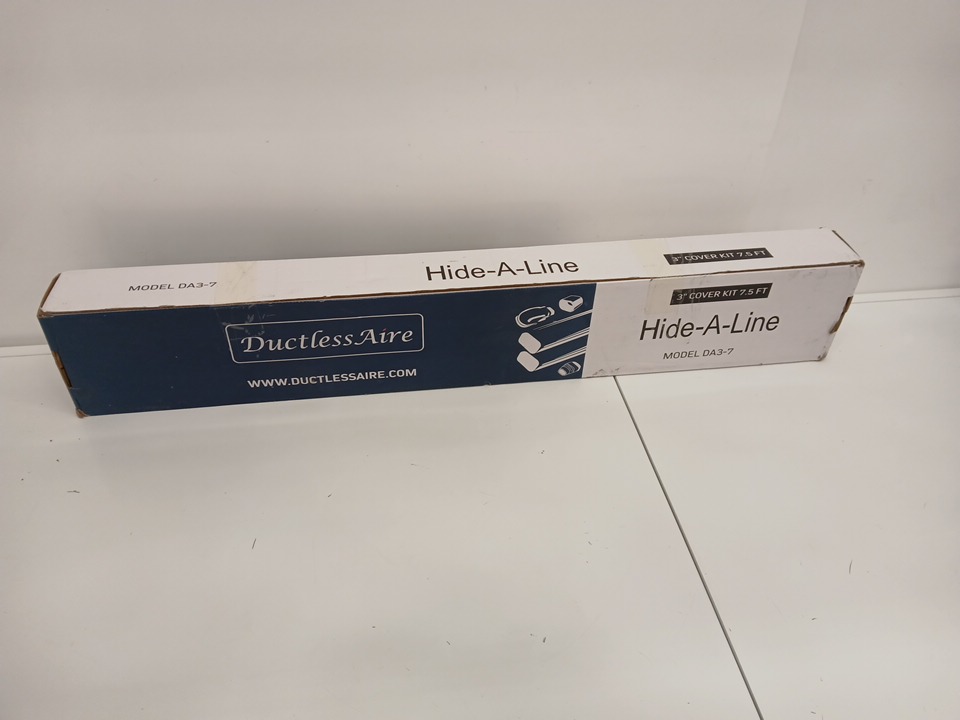 MODEL DA3-7
Hide-A-Line
3" COVER KIT 7.5 FT
DuctlessAire
WWW.DUCTLESSAIRE.COM
3" COVER KIT 7.5 FT
Hide-A-Line
MODEL DA3-7